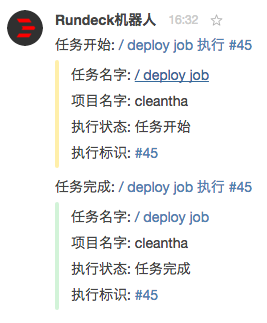 Rundeck机器人 16:32
任务开始: / deploy job 执行 #45
任务名字: / deploy job
项目名字: cleantha
执行状态: 任务开始
执行标识: #45
任务完成: / deploy job 执行 #45
任务名字: / deploy job
项目名字: cleantha
执行状态: 任务完成
执行标识: #45